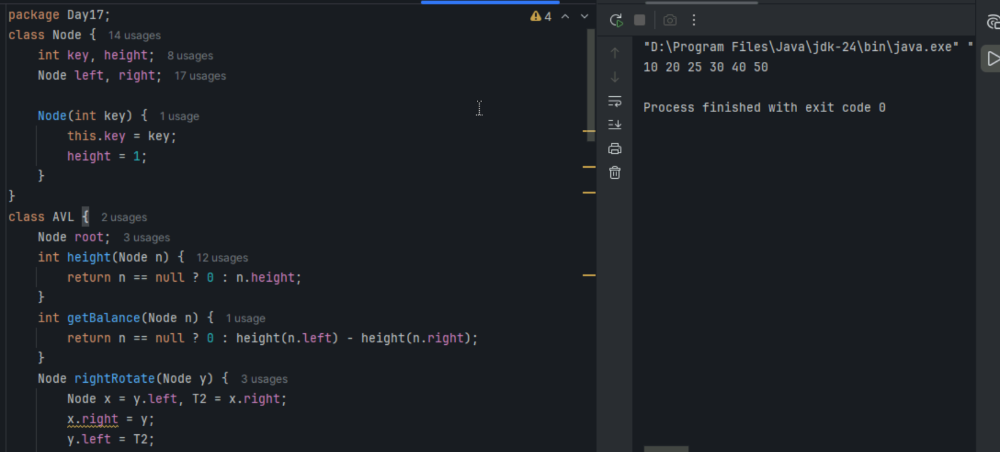 package Day17;
class Node { 14 usages
int key, height; 8 usages
Node left, right; 17 usages
Node(int key) { 1 usage
this.key = key;
height = 1;
}
}
class AVL { 2 usages
Node root; 3 usages
int height(Node n) { 12 usages
return n == null ? 0 : n.height;
}
int getBalance(Node n) { 1 usage
return n == null ? 0 : height(n.left) - height(n.right);
}
Node rightRotate(Node y) { 3 usages
Node x = y.left, T2 = x.right;
x.right = y;
y.left = T2;
4
"D:\Program Files\Java\jdk-24\bin\java.exe" "
10 20 25 30 40 50
Process finished with exit code 0